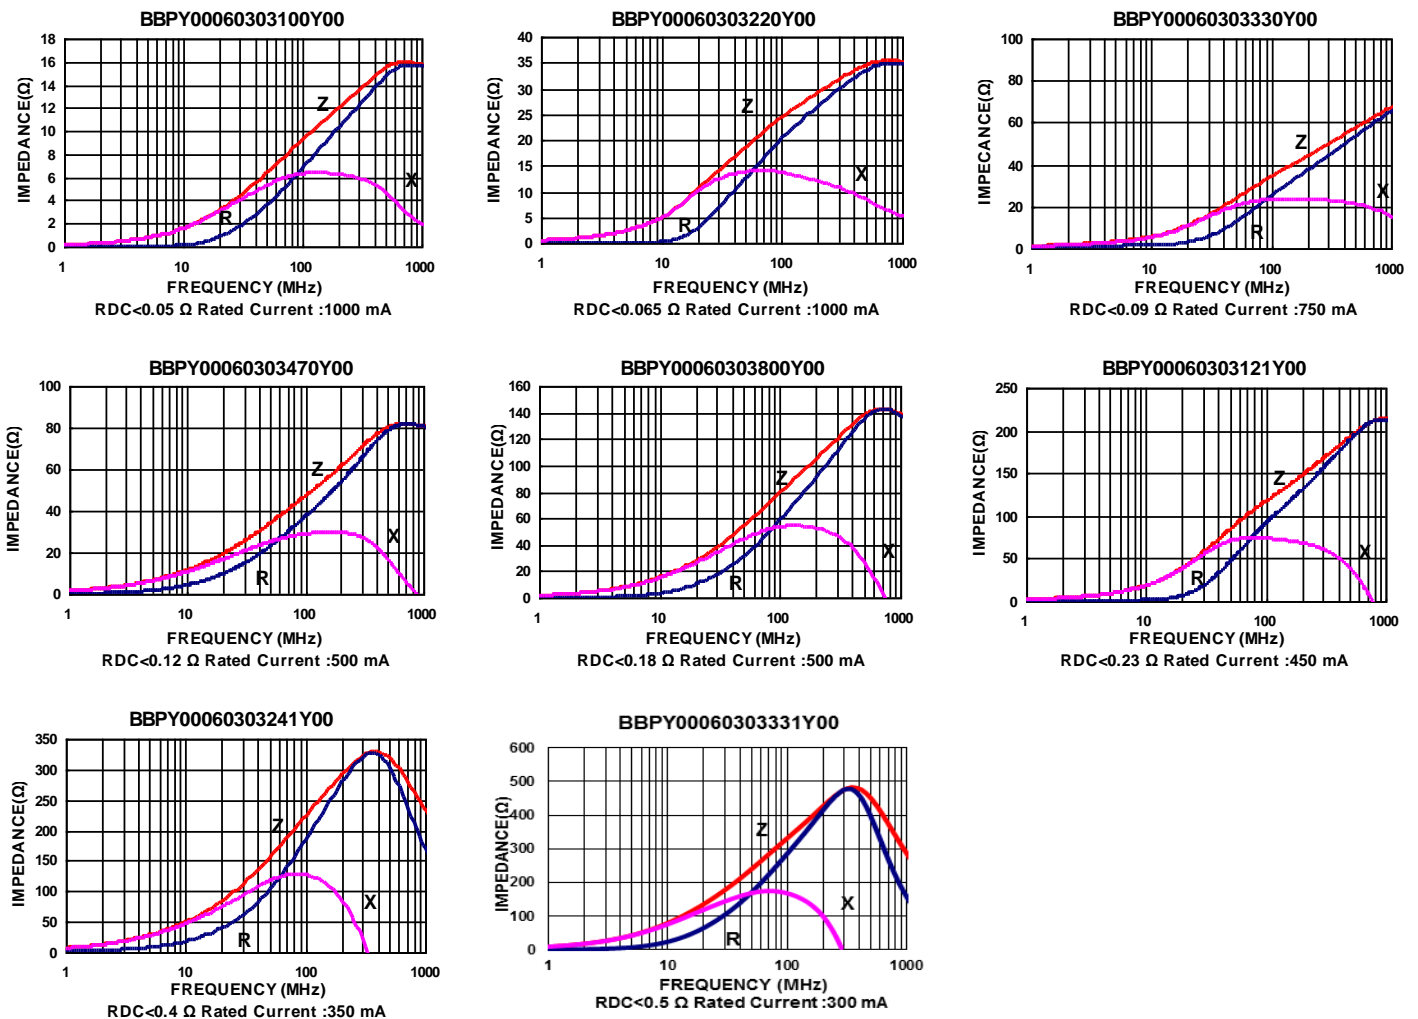 BBPY00060303100Y00
IMPEDANCE(Ω)
18
16
14
12
10
8
6
4
2
0
Z
X
R
1
10
100
1000
FREQUENCY (MHz)
RDC<0.05 Ω Rated Current :1000 mA
BBPY00060303220Y00
IMPEDANCE(Ω)
40
35
30
25
20
15
10
5
0
Z
X
R
1
10
100
1000
FREQUENCY (MHz)
RDC<0.065 Ω Rated Current :1000 mA
BBPY00060303330Y00
IMPECANCE(Ω)
100
80
60
40
20
0
Z
X
R
1
10
100
1000
FREQUENCY (MHz)
RDC<0.09 Ω Rated Current :750 mA
BBPY00060303470Y00
IMPEDANCE(Ω)
100
80
60
40
20
0
Z
X
R
1
10
100
1000
FREQUENCY (MHz)
RDC<0.12 Ω Rated Current :500 mA
BBPY00060303800Y00
IMPEDANCE(Ω)
160
140
120
100
80
60
40
20
0
Z
X
R
1
10
100
1000
FREQUENCY (MHz)
RDC<0.18 Ω Rated Current :500 mA
BBPY00060303121Y00
IMPEDANCE(Ω)
250
200
150
100
50
0
Z
X
R
1
10
100
1000
FREQUENCY (MHz)
RDC<0.23 Ω Rated Current :450 mA
BBPY00060303241Y00
IMPEDANCE(Ω)
350
300
250
200
150
100
50
0
Z
X
R
1
10
100
1000
FREQUENCY (MHz)
RDC<0.4 Ω Rated Current :350 mA
BBPY00060303331Y00
IMPEDANCE(Ω)
600
500
400
300
200
100
0
Z
X
R
1
10
100
1000
FREQUENCY (MHz)
RDC<0.5 Ω Rated Current :300 mA